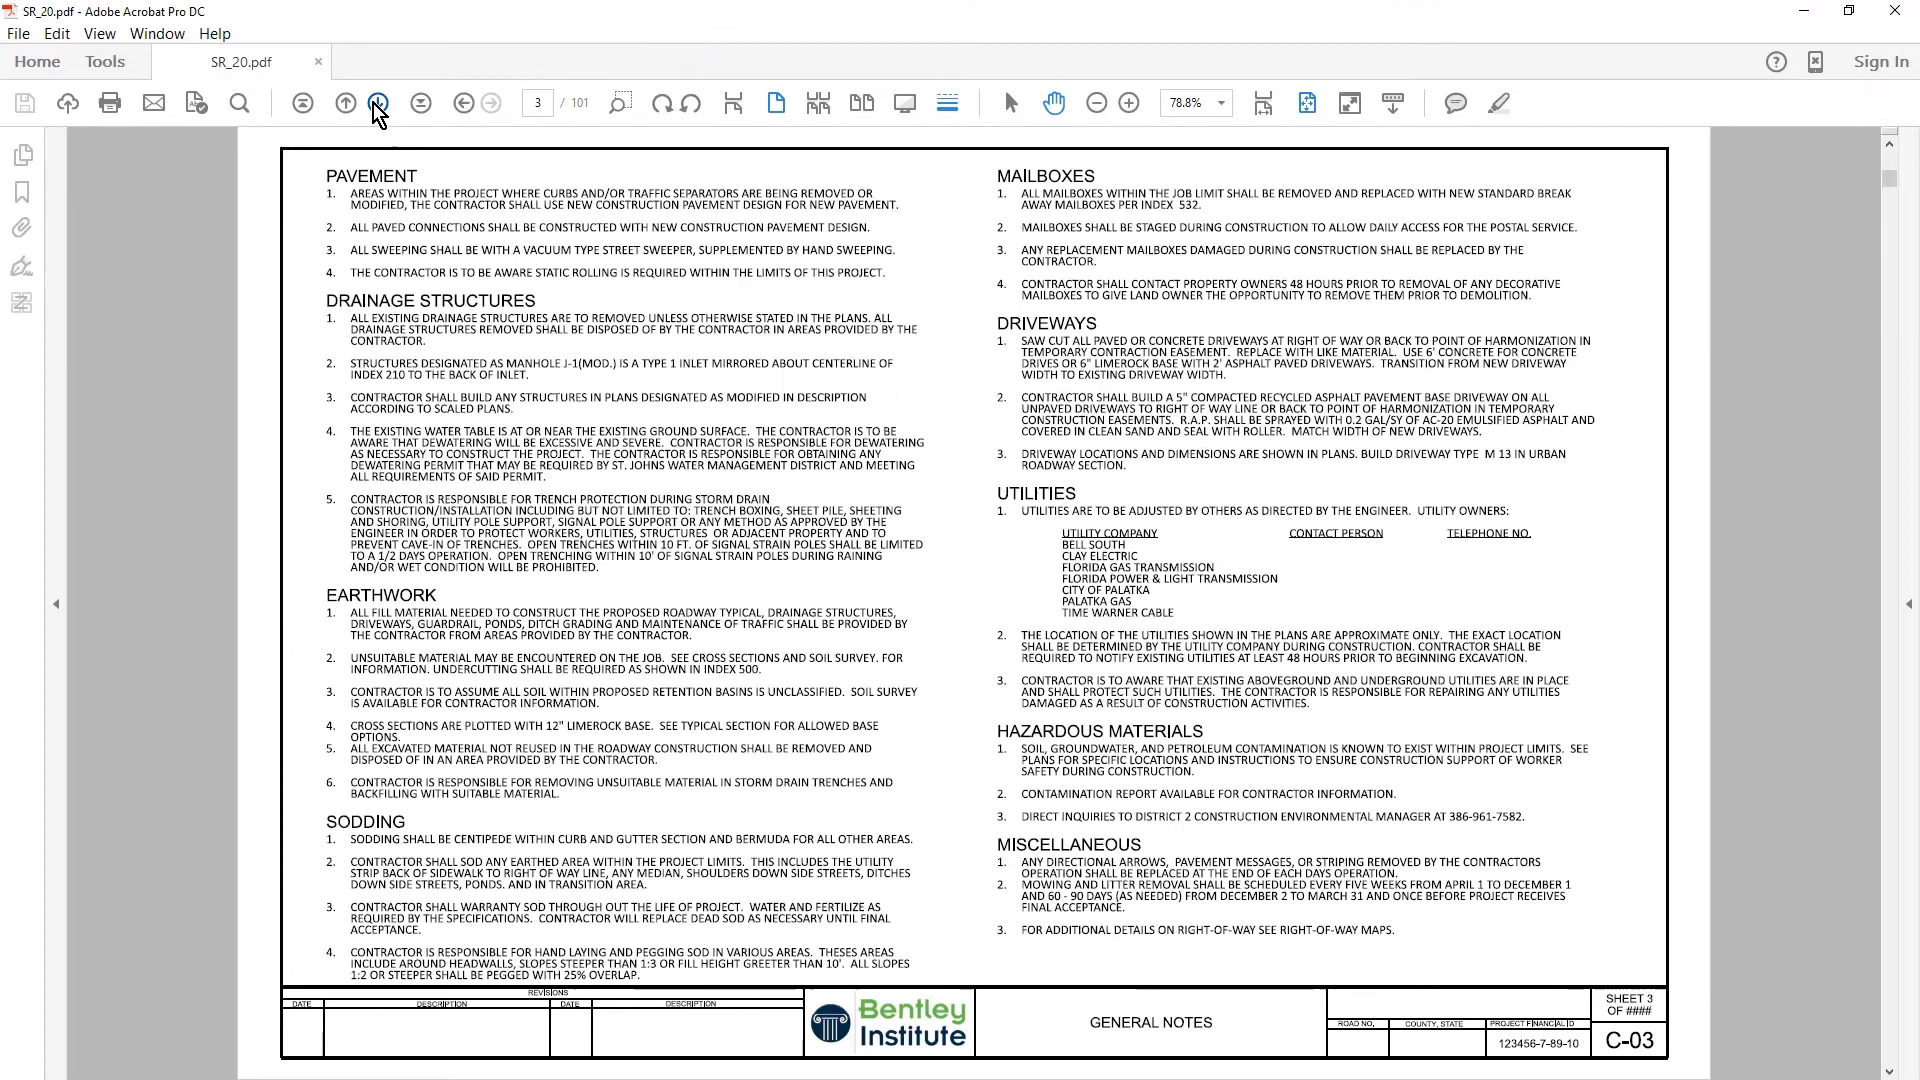 SR_20.pdf - Adobe Acrobat Pro DC
File Edit View Window Help
Home Tools SR_20.pdf × Sign In
3 / 101 78.8%
PAVEMENT
1. AREAS WITHIN THE PROJECT WHERE CURBS AND/OR TRAFFIC SEPARATORS ARE BEING REMOVED OR
MODIFIED, THE CONTRACTOR SHALL USE NEW CONSTRUCTION PAVEMENT DESIGN FOR NEW PAVEMENT.
2. ALL PAVED CONNECTIONS SHALL BE CONSTRUCTED WITH NEW CONSTRUCTION PAVEMENT DESIGN.
3. ALL SWEEPING SHALL BE WITH A VACUUM TYPE STREET SWEEPER, SUPPLEMENTED BY HAND SWEEPING.
4. THE CONTRACTOR IS TO BE AWARE STATIC ROLLING IS REQUIRED WITHIN THE LIMITS OF THIS PROJECT.
DRAINAGE STRUCTURES
1. ALL EXISTING DRAINAGE STRUCTURES ARE TO REMOVED UNLESS OTHERWISE STATED IN THE PLANS. ALL
DRAINAGE STRUCTURES REMOVED SHALL BE DISPOSED OF BY THE CONTRACTOR IN AREAS PROVIDED BY THE
CONTRACTOR.
2. STRUCTURES DESIGNATED AS MANHOLE J-1(MOD.) IS A TYPE 1 INLET MIRRORED ABOUT CENTERLINE OF
INDEX 210 TO THE BACK OF INLET.
3. CONTRACTOR SHALL BUILD ANY STRUCTURES IN PLANS DESIGNATED AS MODIFIED IN DESCRIPTION
ACCORDING TO SCALED PLANS.
4. THE EXISTING WATER TABLE IS AT OR NEAR THE EXISTING GROUND SURFACE. THE CONTRACTOR IS TO BE
AWARE THAT DEWATERING WILL BE EXCESSIVE AND SEVERE. CONTRACTOR IS RESPONSIBLE FOR DEWATERING
AS NECESSARY TO CONSTRUCT THE PROJECT. THE CONTRACTOR IS RESPONSIBLE FOR OBTAINING ANY
DEWATERING PERMIT THAT MAY BE REQUIRED BY ST. JOHNS WATER MANAGEMENT DISTRICT AND MEETING
ALL REQUIREMENTS OF SAID PERMIT.
5. CONTRACTOR IS RESPONSIBLE FOR TRENCH PROTECTION DURING STORM DRAIN
CONSTRUCTION/INSTALLATION INCLUDING BUT NOT LIMITED TO: TRENCH BOXING, SHEET PILE, SHEETING
AND SHORING, UTILITY POLE SUPPORT, SIGNAL POLE SUPPORT OR ANY METHOD AS APPROVED BY THE
ENGINEER IN ORDER TO PROTECT WORKERS, UTILITIES, STRUCTURES OR ADJACENT PROPERTY AND TO
PREVENT CAVE-IN OF TRENCHES. OPEN TRENCHES WITHIN 10 FT. OF SIGNAL STRAIN POLES SHALL BE LIMITED
TO A 1/2 DAYS OPERATION. OPEN TRENCHING WITHIN 10' OF SIGNAL STRAIN POLES DURING RAINING
AND/OR WET CONDITION WILL BE PROHIBITED.
EARTHWORK
1. ALL FILL MATERIAL NEEDED TO CONSTRUCT THE PROPOSED ROADWAY TYPICAL, DRAINAGE STRUCTURES,
DRIVEWAYS, GUARDRAIL, PONDS, DITCH GRADING AND MAINTENANCE OF TRAFFIC SHALL BE PROVIDED BY
THE CONTRACTOR FROM AREAS PROVIDED BY THE CONTRACTOR.
2. UNSUITABLE MATERIAL MAY BE ENCOUNTERED ON THE JOB. SEE CROSS SECTIONS AND SOIL SURVEY. FOR
INFORMATION. UNDERCUTTING SHALL BE REQUIRED AS SHOWN IN INDEX 500.
3. CONTRACTOR IS TO ASSUME ALL SOIL WITHIN PROPOSED RETENTION BASINS IS UNCLASSIFIED. SOIL SURVEY
IS AVAILABLE FOR CONTRACTOR INFORMATION.
4. CROSS SECTIONS ARE PLOTTED WITH 12" LIMEROCK BASE. SEE TYPICAL SECTION FOR ALLOWED BASE
OPTIONS.
5. ALL EXCAVATED MATERIAL NOT REUSED IN THE ROADWAY CONSTRUCTION SHALL BE REMOVED AND
DISPOSED OF IN AN AREA PROVIDED BY THE CONTRACTOR.
6. CONTRACTOR IS RESPONSIBLE FOR REMOVING UNSUITABLE MATERIAL IN STORM DRAIN TRENCHES AND
BACKFILLING WITH SUITABLE MATERIAL.
SODDING
1. SODDING SHALL BE CENTIPEDE WITHIN CURB AND GUTTER SECTION AND BERMUDA FOR ALL OTHER AREAS.
2. CONTRACTOR SHALL SOD ANY EARTHED AREA WITHIN THE PROJECT LIMITS. THIS INCLUDES THE UTILITY
STRIP BACK OF SIDEWALK TO RIGHT OF WAY LINE, ANY MEDIAN, SHOULDERS DOWN SIDE STREETS, DITCHES
DOWN SIDE STREETS, PONDS. AND IN TRANSITION AREA.
3. CONTRACTOR SHALL WARRANTY SOD THROUGH OUT THE LIFE OF PROJECT. WATER AND FERTILIZE AS
REQUIRED BY THE SPECIFICATIONS. CONTRACTOR WILL REPLACE DEAD SOD AS NECESSARY UNTIL FINAL
ACCEPTANCE.
4. CONTRACTOR IS RESPONSIBLE FOR HAND LAYING AND PEGGING SOD IN VARIOUS AREAS. THESES AREAS
INCLUDE AROUND HEADWALLS, SLOPES STEEPER THAN 1:3 OR FILL HEIGHT GREETER THAN 10'. ALL SLOPES
1:2 OR STEEPER SHALL BE PEGGED WITH 25% OVERLAP.
MAILBOXES
1. ALL MAILBOXES WITHIN THE JOB LIMIT SHALL BE REMOVED AND REPLACED WITH NEW STANDARD BREAK
AWAY MAILBOXES PER INDEX 532.
2. MAILBOXES SHALL BE STAGED DURING CONSTRUCTION TO ALLOW DAILY ACCESS FOR THE POSTAL SERVICE.
3. ANY REPLACEMENT MAILBOXES DAMAGED DURING CONSTRUCTION SHALL BE REPLACED BY THE
CONTRACTOR.
4. CONTRACTOR SHALL CONTACT PROPERTY OWNERS 48 HOURS PRIOR TO REMOVAL OF ANY DECORATIVE
MAILBOXES TO GIVE LAND OWNER THE OPPORTUNITY TO REMOVE THEM PRIOR TO DEMOLITION.
DRIVEWAYS
1. SAW CUT ALL PAVED OR CONCRETE DRIVEWAYS AT RIGHT OF WAY OR BACK TO POINT OF HARMONIZATION IN
TEMPORARY CONTRACTION EASEMENT. REPLACE WITH LIKE MATERIAL. USE 6' CONCRETE FOR CONCRETE
DRIVES OR 6" LIMEROCK BASE WITH 2' ASPHALT PAVED DRIVEWAYS. TRANSITION FROM NEW DRIVEWAY
WIDTH TO EXISTING DRIVEWAY WIDTH.
2. CONTRACTOR SHALL BUILD A 5" COMPACTED RECYCLED ASPHALT PAVEMENT BASE DRIVEWAY ON ALL
UNPAVED DRIVEWAYS TO RIGHT OF WAY LINE OR BACK TO POINT OF HARMONIZATION IN TEMPORARY
CONSTRUCTION EASEMENTS. R.A.P. SHALL BE SPRAYED WITH 0.2 GAL/SY OF AC-20 EMULSIFIED ASPHALT AND
COVERED IN CLEAN SAND AND SEAL WITH ROLLER. MATCH WIDTH OF NEW DRIVEWAYS.
3. DRIVEWAY LOCATIONS AND DIMENSIONS ARE SHOWN IN PLANS. BUILD DRIVEWAY TYPE M 13 IN URBAN
ROADWAY SECTION.
UTILITIES
1. UTILITIES ARE TO BE ADJUSTED BY OTHERS AS DIRECTED BY THE ENGINEER. UTILITY OWNERS:
UTILITY COMPANY CONTACT PERSON TELEPHONE NO.
BELL SOUTH
CLAY ELECTRIC
FLORIDA GAS TRANSMISSION
FLORIDA POWER & LIGHT TRANSMISSION
CITY OF PALATKA
PALATKA GAS
TIME WARNER CABLE
2. THE LOCATION OF THE UTILITIES SHOWN IN THE PLANS ARE APPROXIMATE ONLY. THE EXACT LOCATION
SHALL BE DETERMINED BY THE UTILITY COMPANY DURING CONSTRUCTION. CONTRACTOR SHALL BE
REQUIRED TO NOTIFY EXISTING UTILITIES AT LEAST 48 HOURS PRIOR TO BEGINNING EXCAVATION.
3. CONTRACTOR IS TO AWARE THAT EXISTING ABOVEGROUND AND UNDERGROUND UTILITIES ARE IN PLACE
AND SHALL PROTECT SUCH UTILITIES. THE CONTRACTOR IS RESPONSIBLE FOR REPAIRING ANY UTILITIES
DAMAGED AS A RESULT OF CONSTRUCTION ACTIVITIES.
HAZARDOUS MATERIALS
1. SOIL, GROUNDWATER, AND PETROLEUM CONTAMINATION IS KNOWN TO EXIST WITHIN PROJECT LIMITS. SEE
PLANS FOR SPECIFIC LOCATIONS AND INSTRUCTIONS TO ENSURE CONSTRUCTION SUPPORT OF WORKER
SAFETY DURING CONSTRUCTION.
2. CONTAMINATION REPORT AVAILABLE FOR CONTRACTOR INFORMATION.
3. DIRECT INQUIRIES TO DISTRICT 2 CONSTRUCTION ENVIRONMENTAL MANAGER AT 386-961-7582.
MISCELLANEOUS
1. ANY DIRECTIONAL ARROWS, PAVEMENT MESSAGES, OR STRIPING REMOVED BY THE CONTRACTORS
OPERATION SHALL BE REPLACED AT THE END OF EACH DAYS OPERATION.
2. MOWING AND LITTER REMOVAL SHALL BE SCHEDULED EVERY FIVE WEEKS FROM APRIL 1 TO DECEMBER 1
AND 60 - 90 DAYS (AS NEEDED) FROM DECEMBER 2 TO MARCH 31 AND ONCE BEFORE PROJECT RECEIVES
FINAL ACCEPTANCE.
3. FOR ADDITIONAL DETAILS ON RIGHT-OF-WAY SEE RIGHT-OF-WAY MAPS.
REVISIONS
DATE DESCRIPTION DATE DESCRIPTION
Bentley
Institute
GENERAL NOTES
ROAD NO. COUNTY, STATE PROJECT FINANCIAL ID
123456-7-89-10
SHEET 3
OF ####
C-03